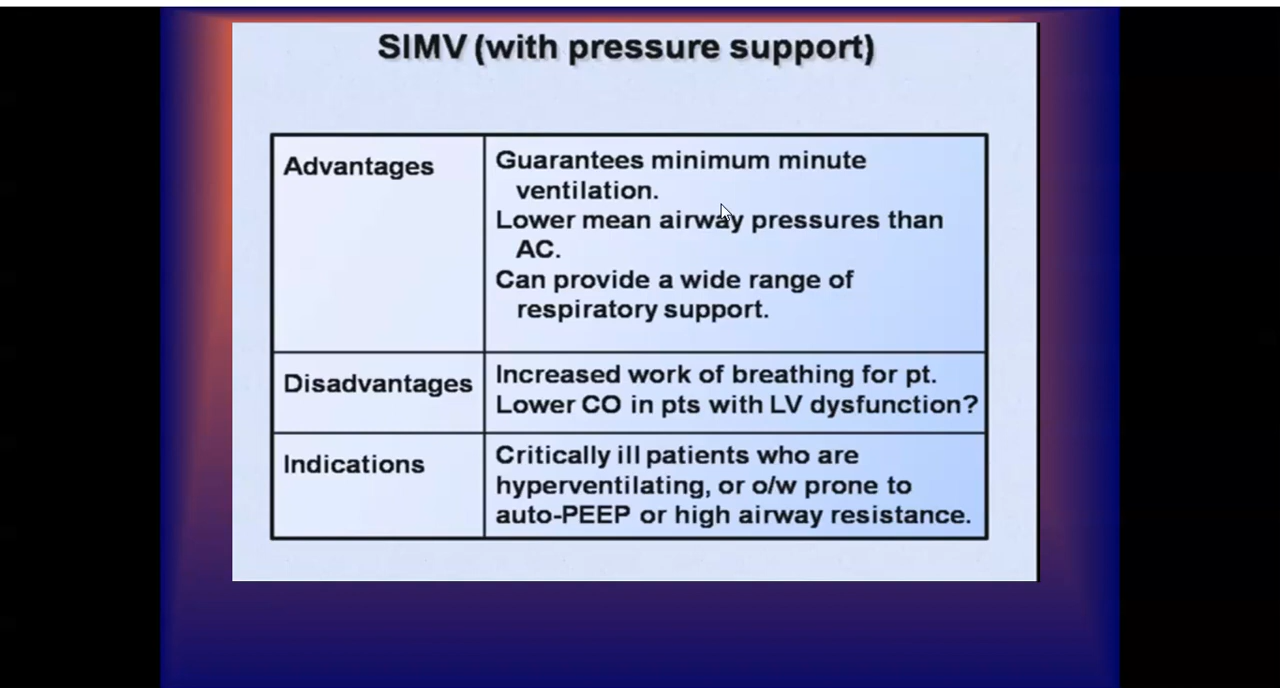 SIMV (with pressure support)
Advantages
Guarantees minimum minute
ventilation.
Lower mean airway pressures than
AC.
Can provide a wide range of
respiratory support.
Disadvantages
Increased work of breathing for pt.
Lower CO in pts with LV dysfunction?
Indications
Critically ill patients who are
hyperventilating, or o/w prone to
auto-PEEP or high airway resistance.